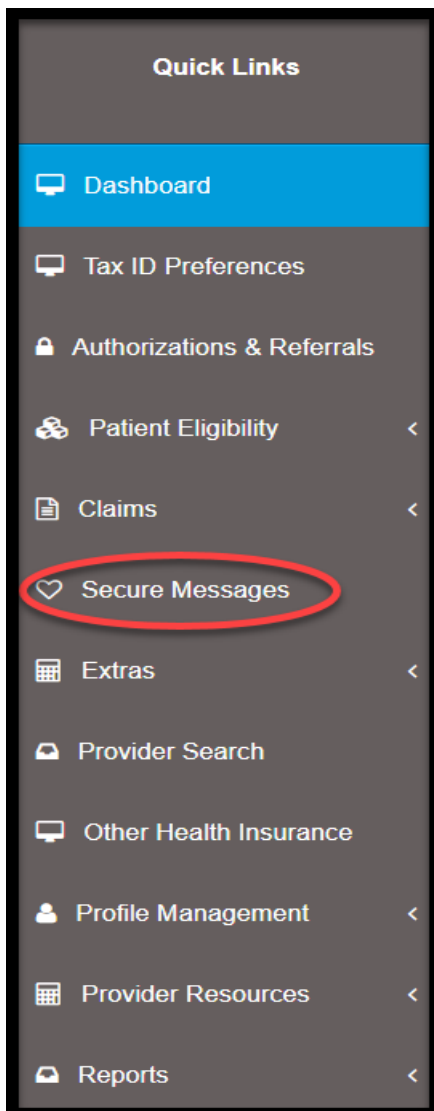 Quick Links
Dashboard
Tax ID Preferences
Authorizations & Referrals
Patient Eligibility
Claims
Secure Messages
Extras
Provider Search
Other Health Insurance
Profile Management
Provider Resources
Reports